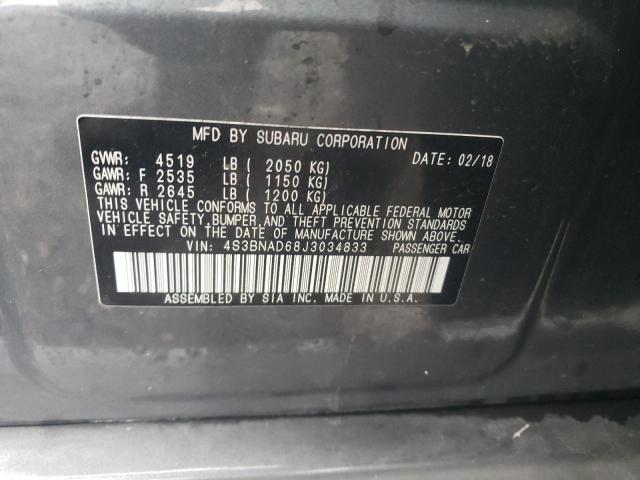 MFD BY SUBARU CORPORATION
GVWR: 4519 LB ( 2050 KG) DATE: 02/18
GAWR: F 2535 LB ( 1150 KG)
GAWR: R 2645 LB ( 1200 KG)
THIS VEHICLE CONFORMS TO ALL APPLICABLE FEDERAL MOTOR
VEHICLE SAFETY, BUMPER, AND THEFT PREVENTION STANDARDS
IN EFFECT ON THE DATE OF MANUFACTURE SHOWN ABOVE.
VIN: 4S3BNAD68J3034833 PASSENGER CAR
ASSEMBLED BY SIA INC. MADE IN U.S.A.